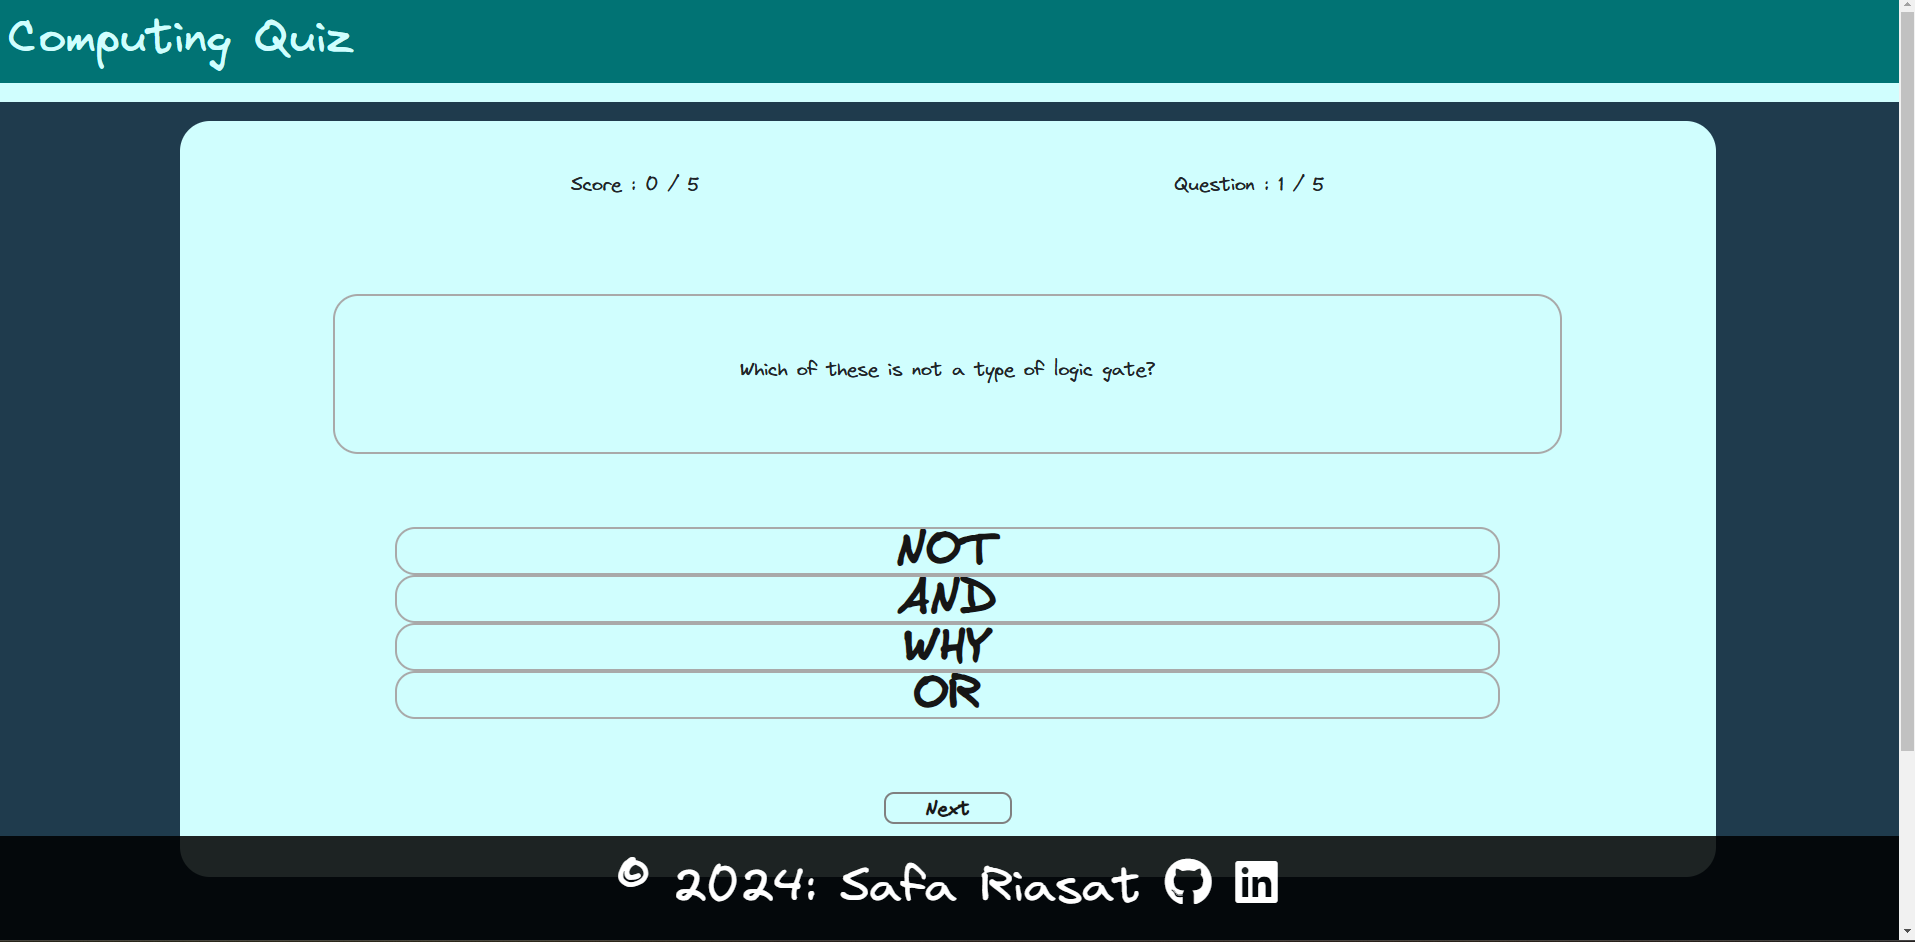 Computing Quiz
Score : 0 / 5
Question : 1 / 5
Which of these is not a type of logic gate?
NOT
AND
WHY
OR
Next
© 2024: Safa Riasat
in